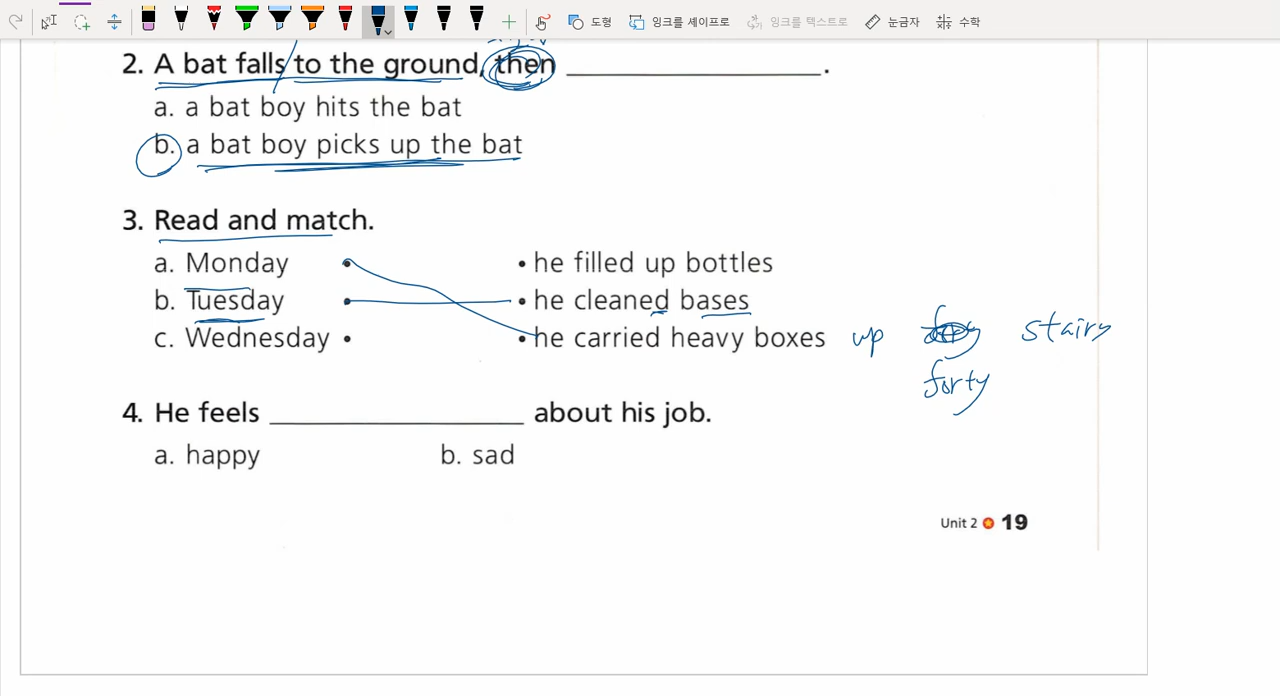 도형 잉크를 셰이프로 잉크를 텍스트로 눈금자 수학
2. A bat falls to the ground, then ____________________.
a. a bat boy hits the bat
b. a bat boy picks up the bat
3. Read and match.
a. Monday • • he filled up bottles
b. Tuesday • • he cleaned bases
c. Wednesday • • he carried heavy boxes up stairs
forty
4. He feels ____________________ about his job.
a. happy b. sad
Unit 2 19